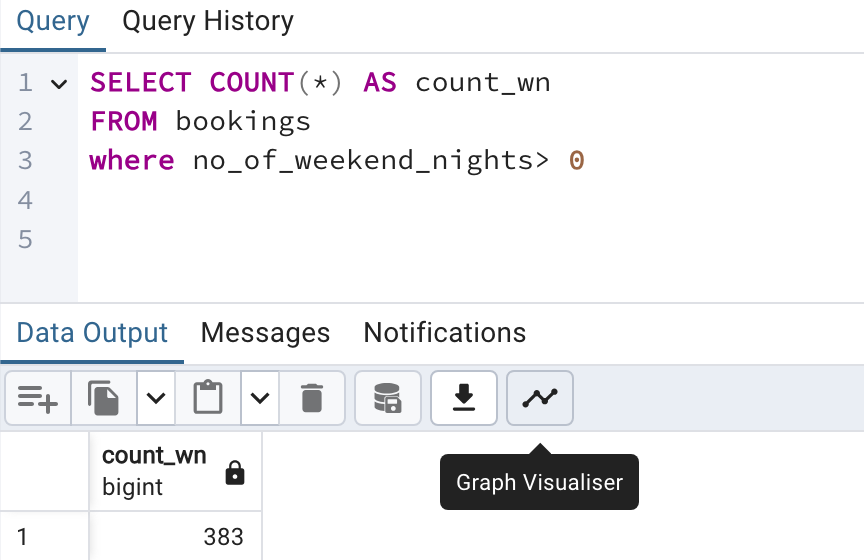 Query Query History
1 SELECT COUNT(*) AS count_wn
2 FROM bookings
3 where no_of_weekend_nights> 0
4
5
Data Output Messages Notifications
count_wn
bigint
Graph Visualiser
1 383